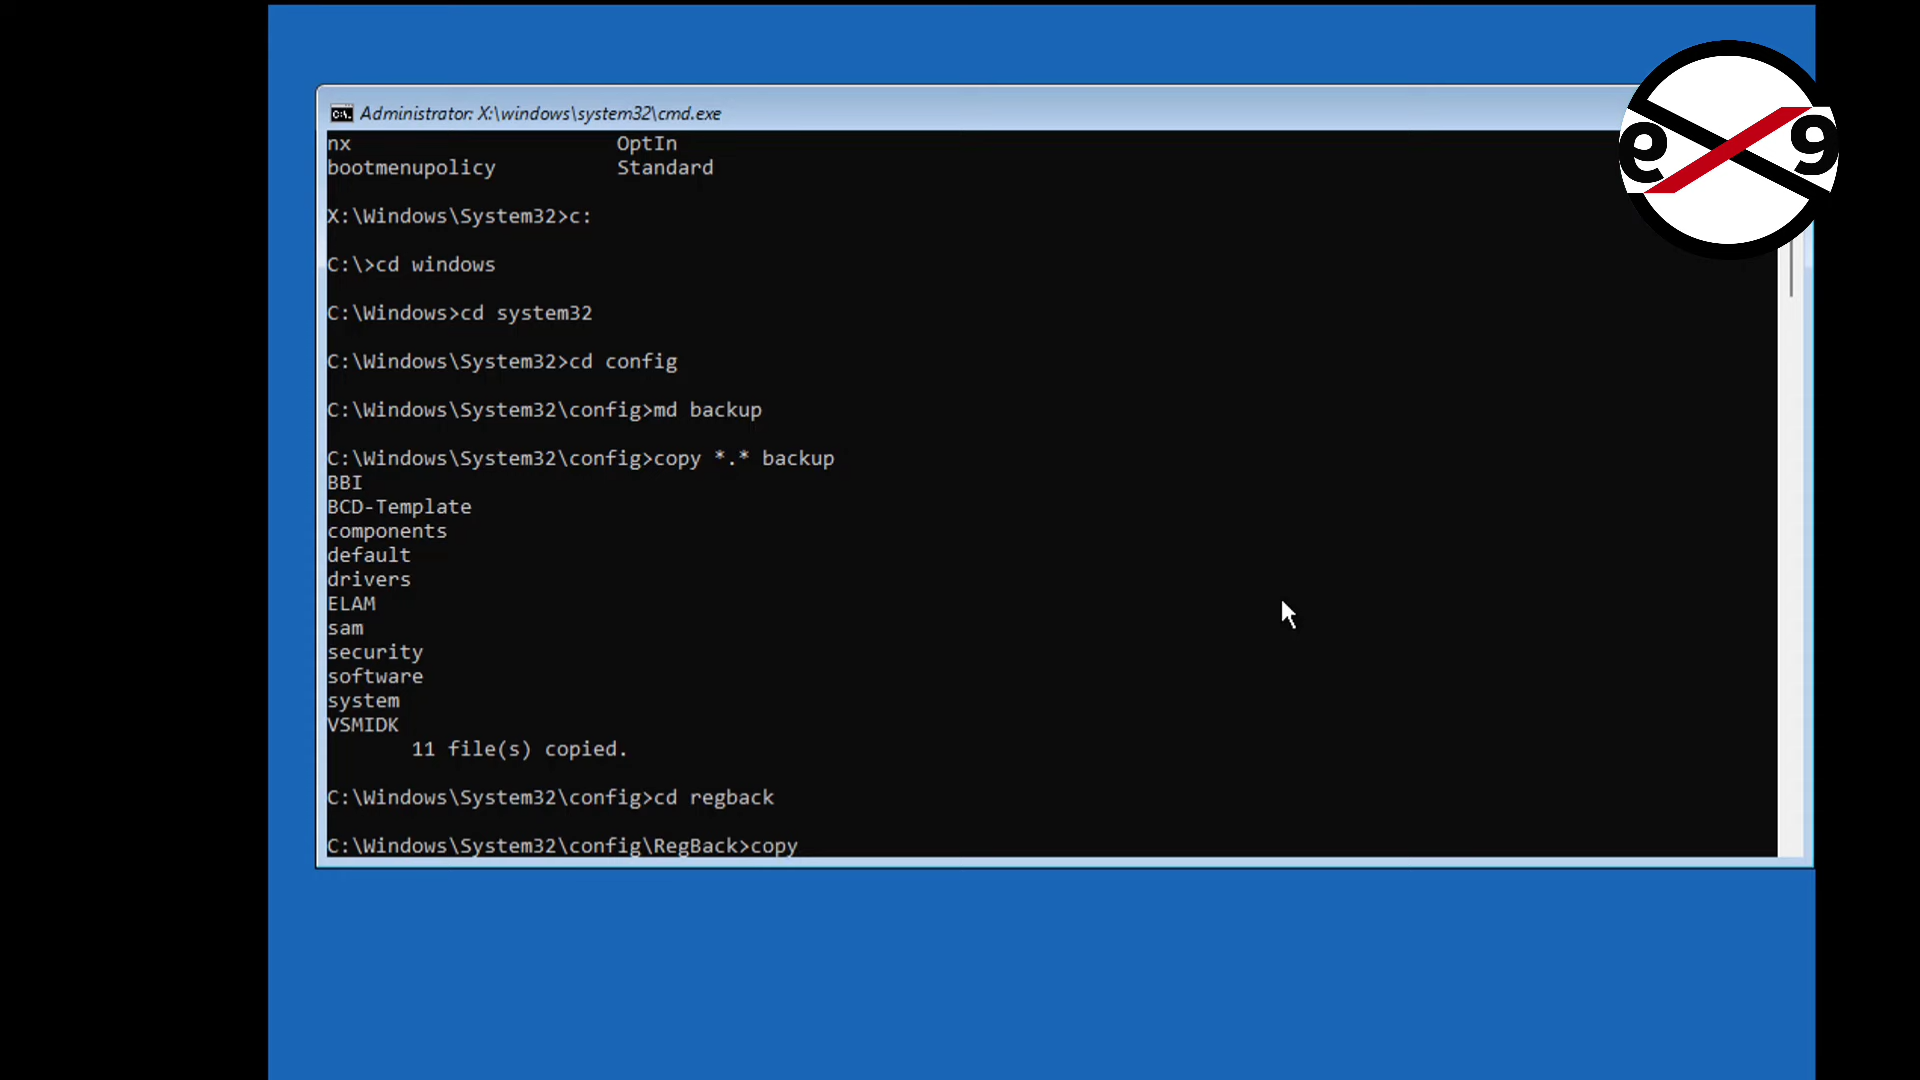 Administrator: X:\windows\system32\cmd.exe
nx OptIn
bootmenupolicy Standard
X:\Windows\System32>c:
C:\>cd windows
C:\Windows>cd system32
C:\Windows\System32>cd config
C:\Windows\System32\config>md backup
C:\Windows\System32\config>copy *.* backup
BBI
BCD-Template
components
default
drivers
ELAM
sam
security
software
system
VSMIDK
11 file(s) copied.
C:\Windows\System32\config>cd regback
C:\Windows\System32\config\RegBack>copy
e 9